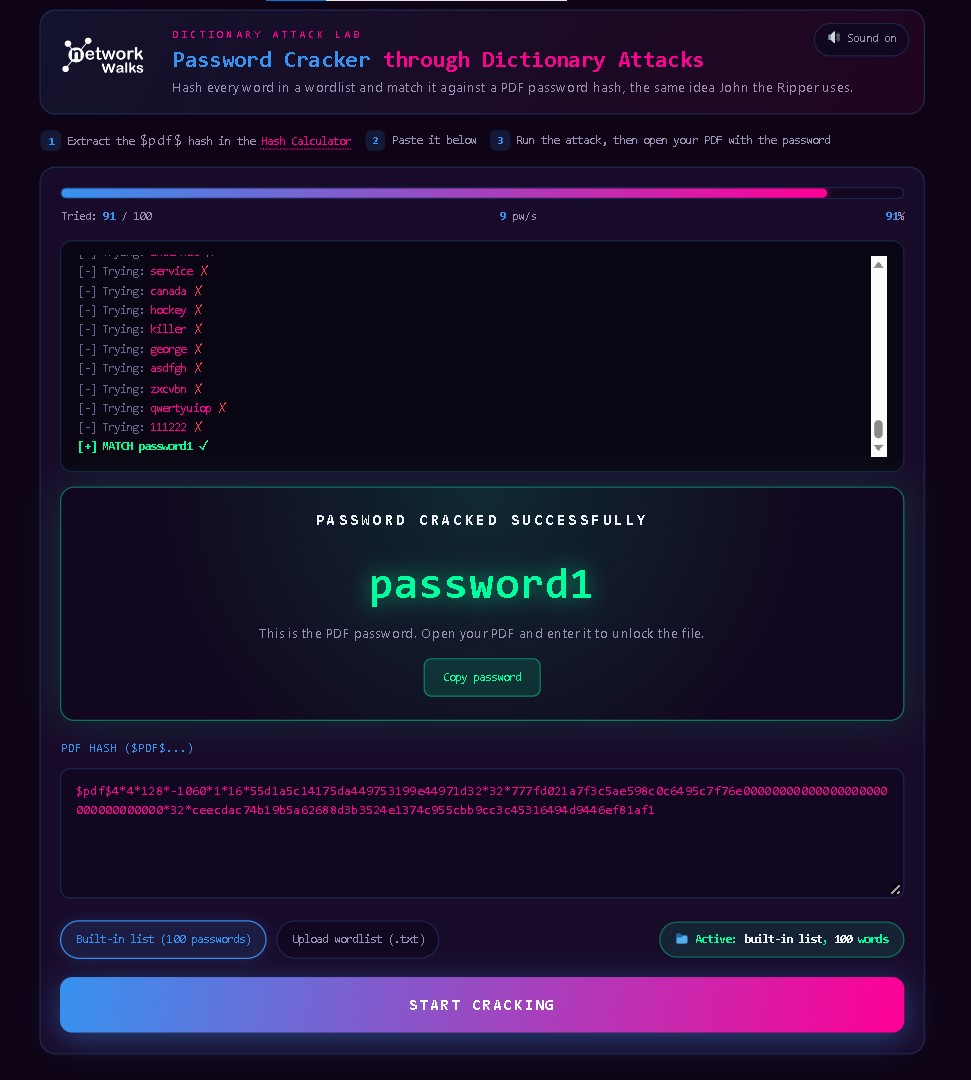 network
Walks
DICTIONARY ATTACK LAB
Password Cracker through Dictionary Attacks
Hash every word in a wordlist and match it against a PDF password hash, the same idea John the Ripper uses.
Sound on
1 Extract the $pdf$ hash in the Hash Calculator 2 Paste it below 3 Run the attack, then open your PDF with the password
Tried: 91 / 100 9 pw/s 91%
[-] Trying: service ✗
[-] Trying: canada ✗
[-] Trying: hockey ✗
[-] Trying: killer ✗
[-] Trying: george ✗
[-] Trying: asdfgh ✗
[-] Trying: zxcvbn ✗
[-] Trying: qwertyuiop ✗
[-] Trying: 111222 ✗
[+] MATCH password1 ✓
PASSWORD CRACKED SUCCESSFULLY
password1
This is the PDF password. Open your PDF and enter it to unlock the file.
Copy password
PDF HASH ($PDF$...)
$pdf$4*4*128*-1060*1*16*55d1a5c14175da449753199e44971d32*32*777fd021a7f3c5ae598c0c6495c7f76e0000000000000000000
0000000000000*32*ceecdac74b19b5a62688d3b3524e1374c955cbb9cc3c45316494d9446ef81af1
Built-in list (100 passwords) Upload wordlist (.txt) Active: built-in list, 100 words
START CRACKING